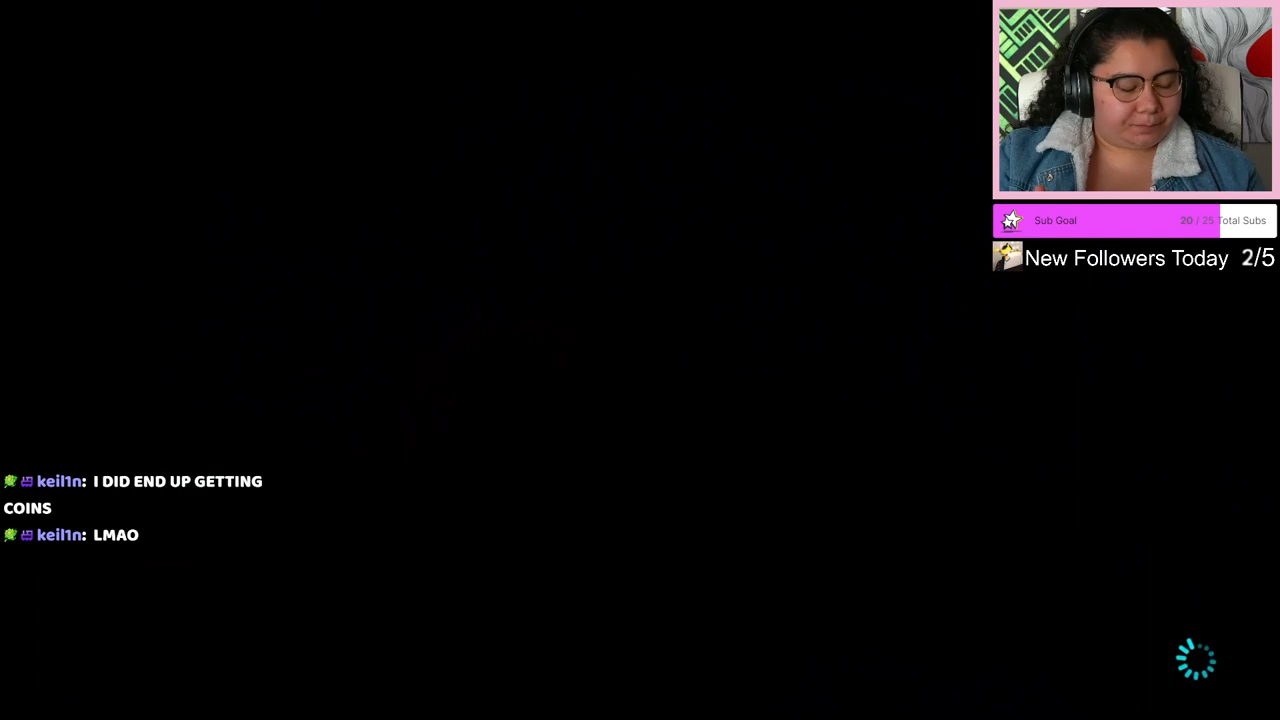 Sub Goal 20 / 25 Total Subs
New Followers Today 2/5
keil1n: I DID END UP GETTING
COINS
keil1n: LMAO